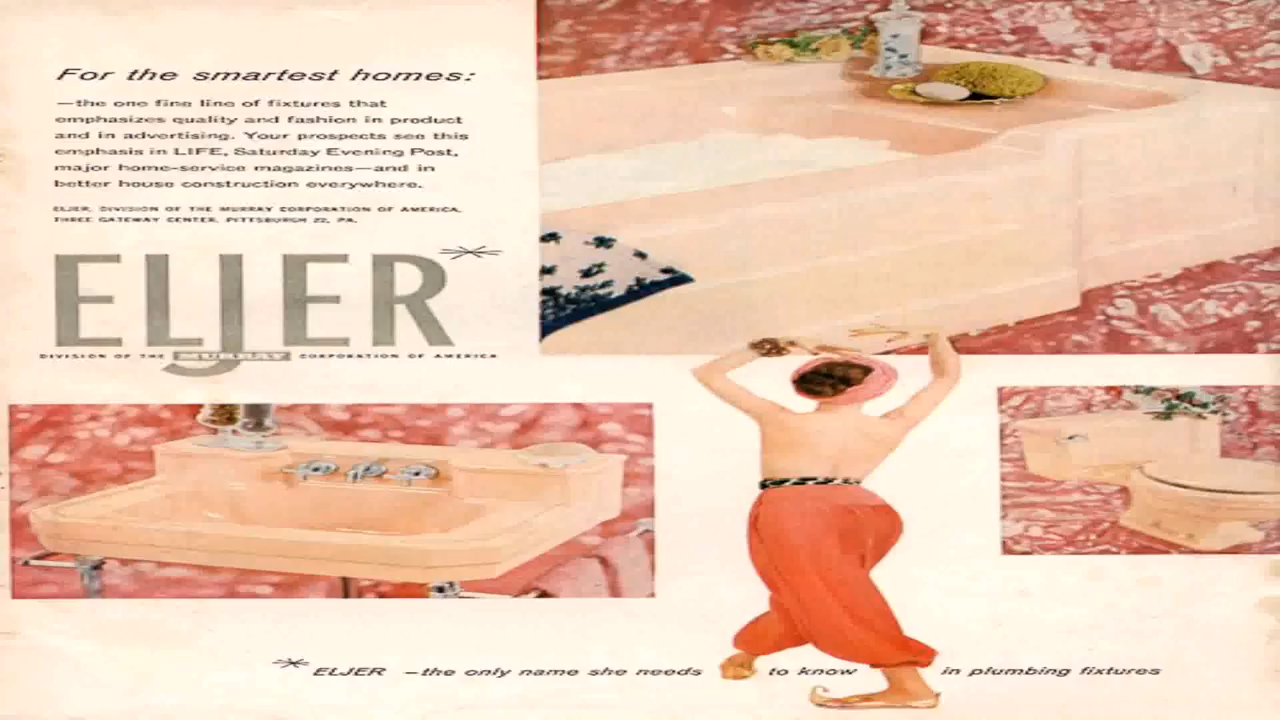 For the smartest homes:
—the one fine line of fixtures that
emphasizes quality and fashion in product
and in advertising. Your prospects see this
emphasis in LIFE, Saturday Evening Post,
major home-service magazines—and in
better house construction everywhere.
ELJER, DIVISION OF THE MURRAY CORPORATION OF AMERICA,
THREE GATEWAY CENTER, PITTSBURGH 22, PA.
ELJER*
DIVISION OF THE MURRAY CORPORATION OF AMERICA
* ELJER —the only name she needs to know in plumbing fixtures